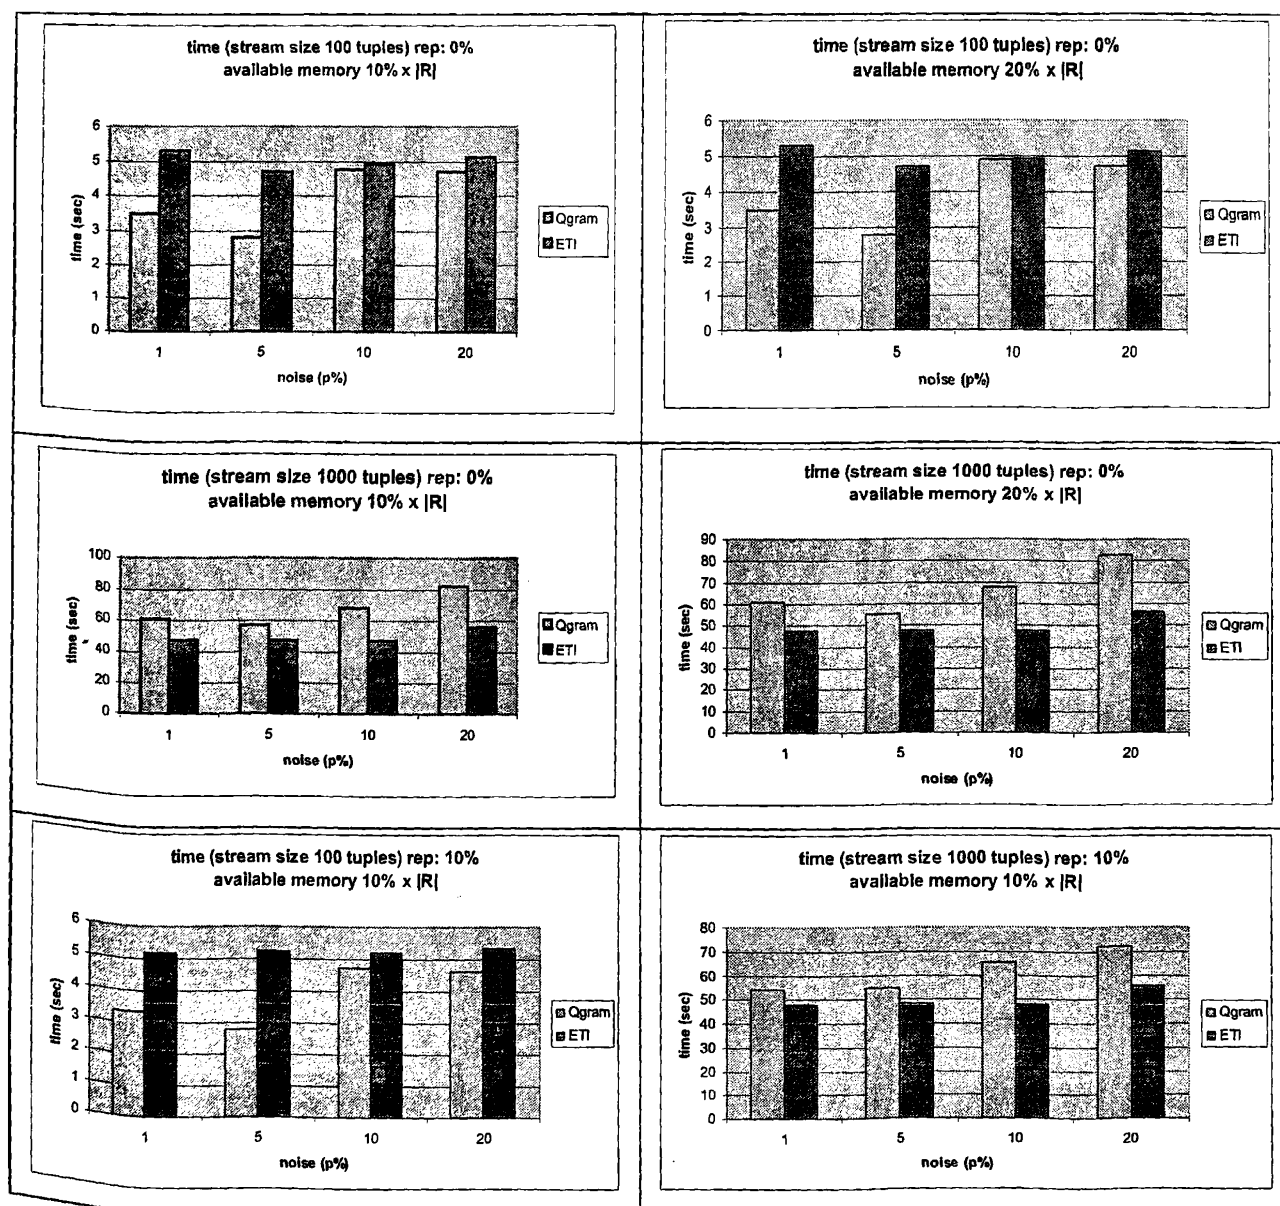 time (stream size 100 tuples) rep: 0%
available memory 10% x |R|
6
5
4
3
2
1
0
time (sec)
1 5 10 20
noise (p%)
Qgram
ETI
time (stream size 100 tuples) rep: 0%
available memory 20% x |R|
6
5
4
3
2
1
0
time (sec)
1 5 10 20
noise (p%)
Qgram
ETI
time (stream size 1000 tuples) rep: 0%
available memory 10% x |R|
100
80
60
40
20
0
time (sec)
1 5 10 20
noise (p%)
Qgram
ETI
time (stream size 1000 tuples) rep: 0%
available memory 20% x |R|
90
80
70
60
50
40
30
20
10
0
time (sec)
1 5 10 20
noise (p%)
Qgram
ETI
time (stream size 100 tuples) rep: 10%
available memory 10% x |R|
6
5
4
3
2
1
0
time (sec)
1 5 10 20
noise (p%)
Qgram
ETI
time (stream size 1000 tuples) rep: 10%
available memory 10% x |R|
80
70
60
50
40
30
20
10
0
time (sec)
1 5 10 20
noise (p%)
Qgram
ETI